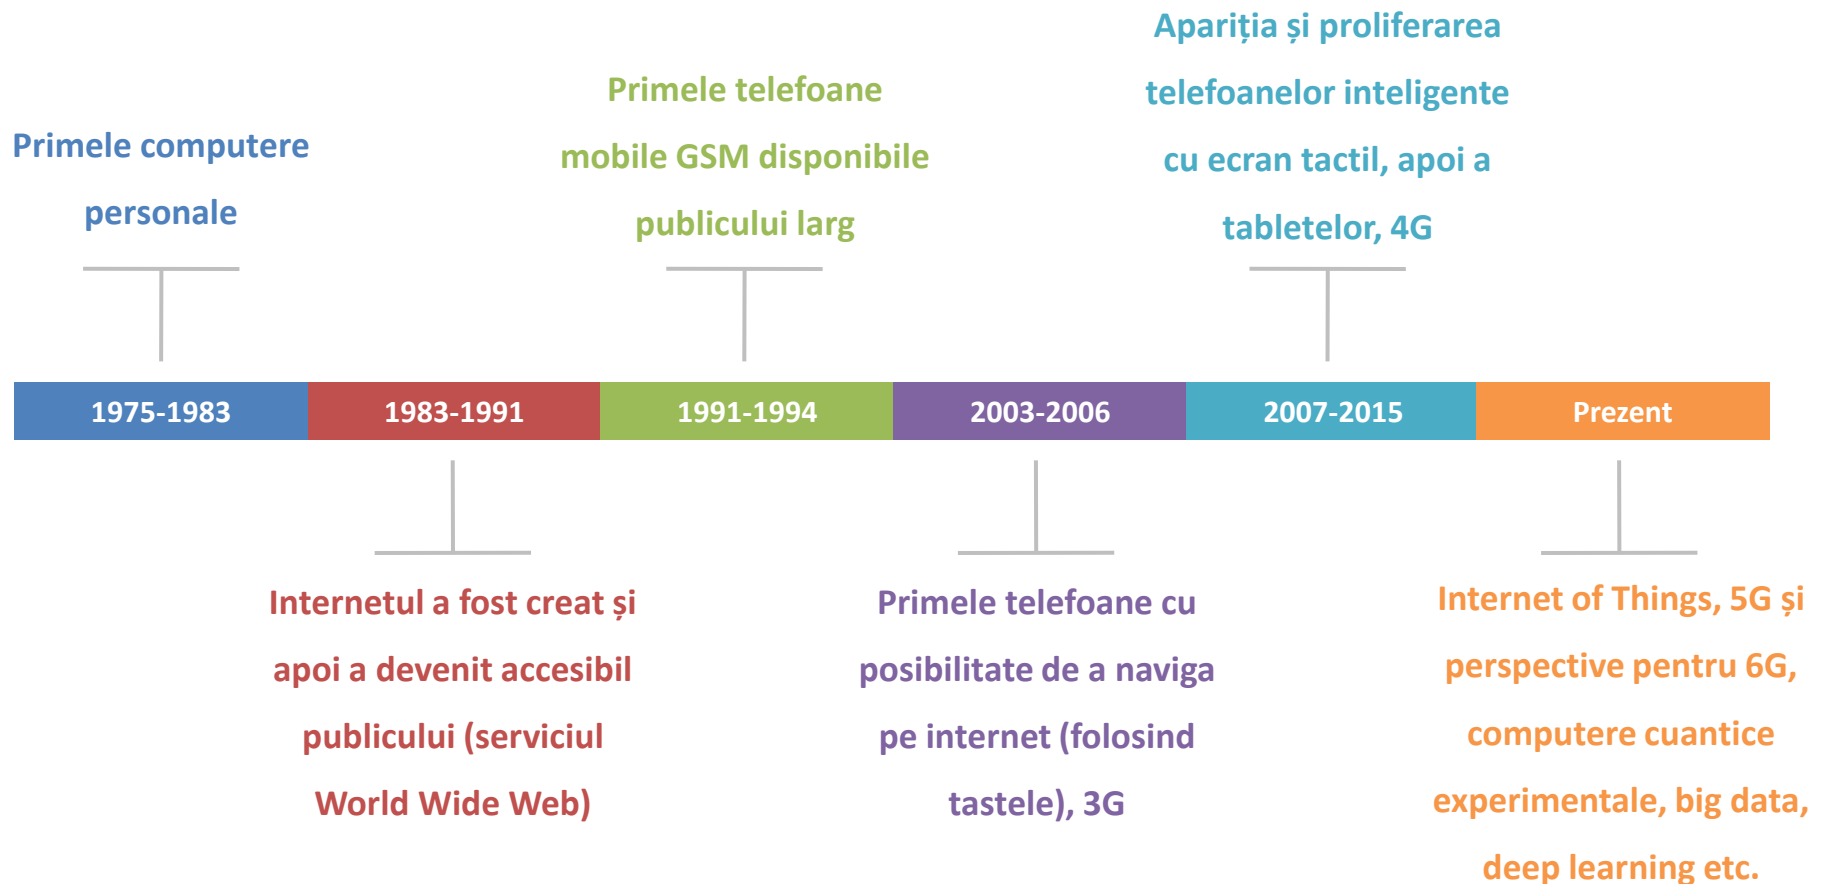 Primele computere
personale
Primele telefoane
mobile GSM disponibile
publicului larg
Apariția și proliferarea
telefoanelor inteligente
cu ecran tactil, apoi a
tabletelor, 4G
1975-1983
1983-1991
1991-1994
2003-2006
2007-2015
Prezent
Internetul a fost creat și
apoi a devenit accesibil
publicului (serviciul
World Wide Web)
Primele telefoane cu
posibilitate de a naviga
pe internet (folosind
tastele), 3G
Internet of Things, 5G și
perspective pentru 6G,
computere cuantice
experimentale, big data,
deep learning etc.